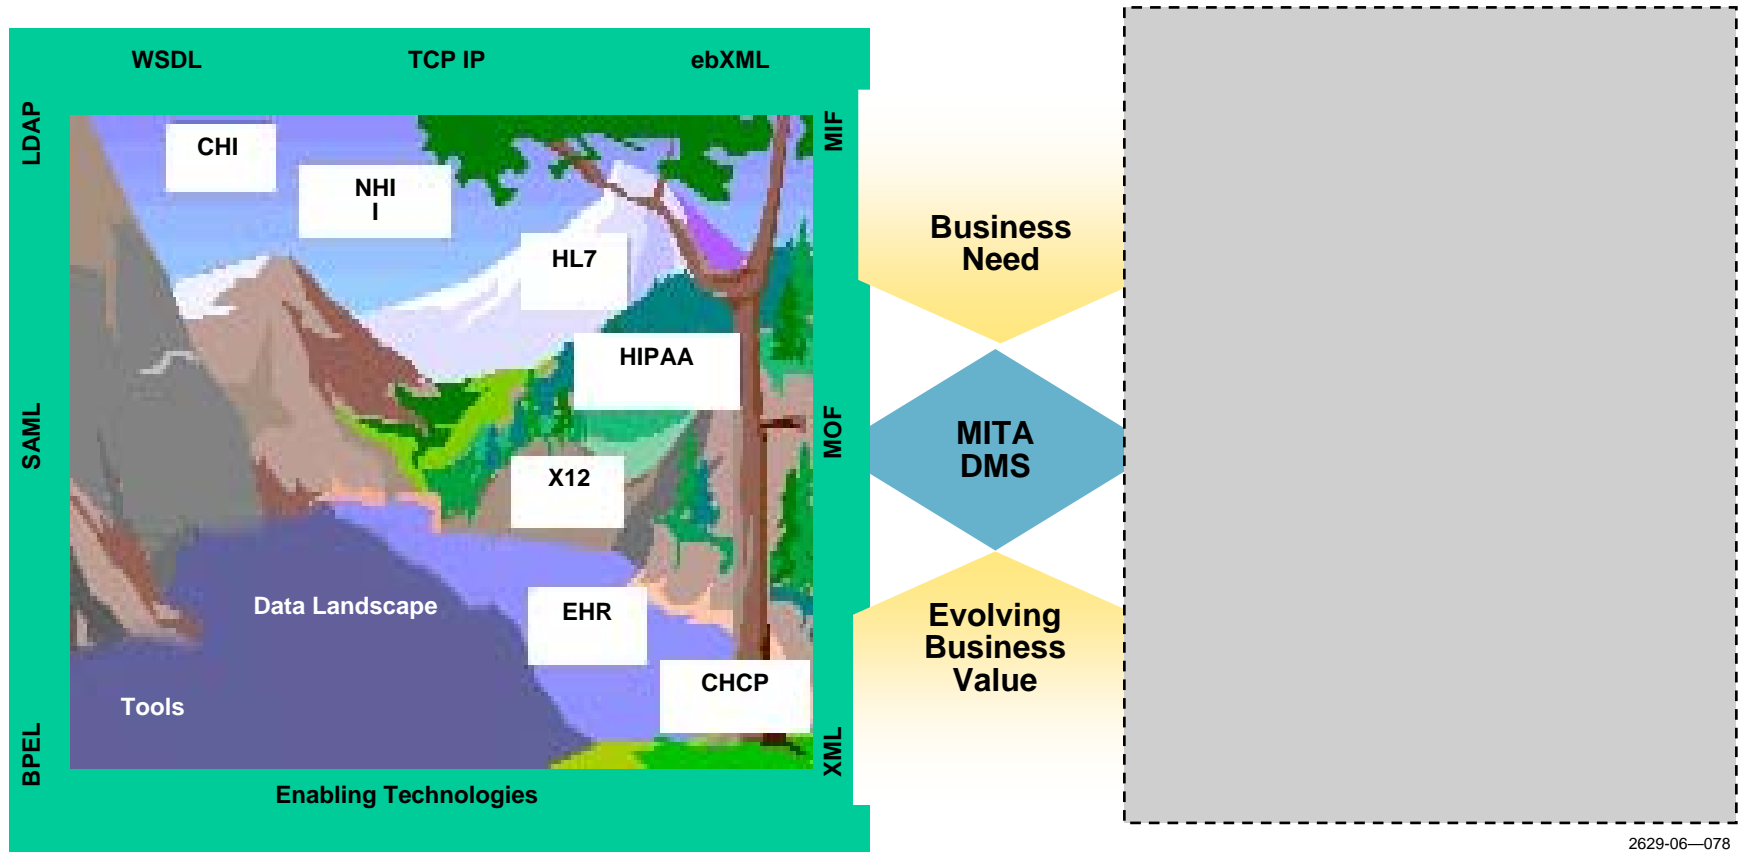 WSDL
TCP IP
ebXML
LDAP
SAML
BPEL
MIF
MOF
XML
CHI
NHI
I
HL7
HIPAA
X12
EHR
CHCP
Data Landscape
Tools
Enabling Technologies
Business
Need
MITA
DMS
Evolving
Business
Value
2629-06—078